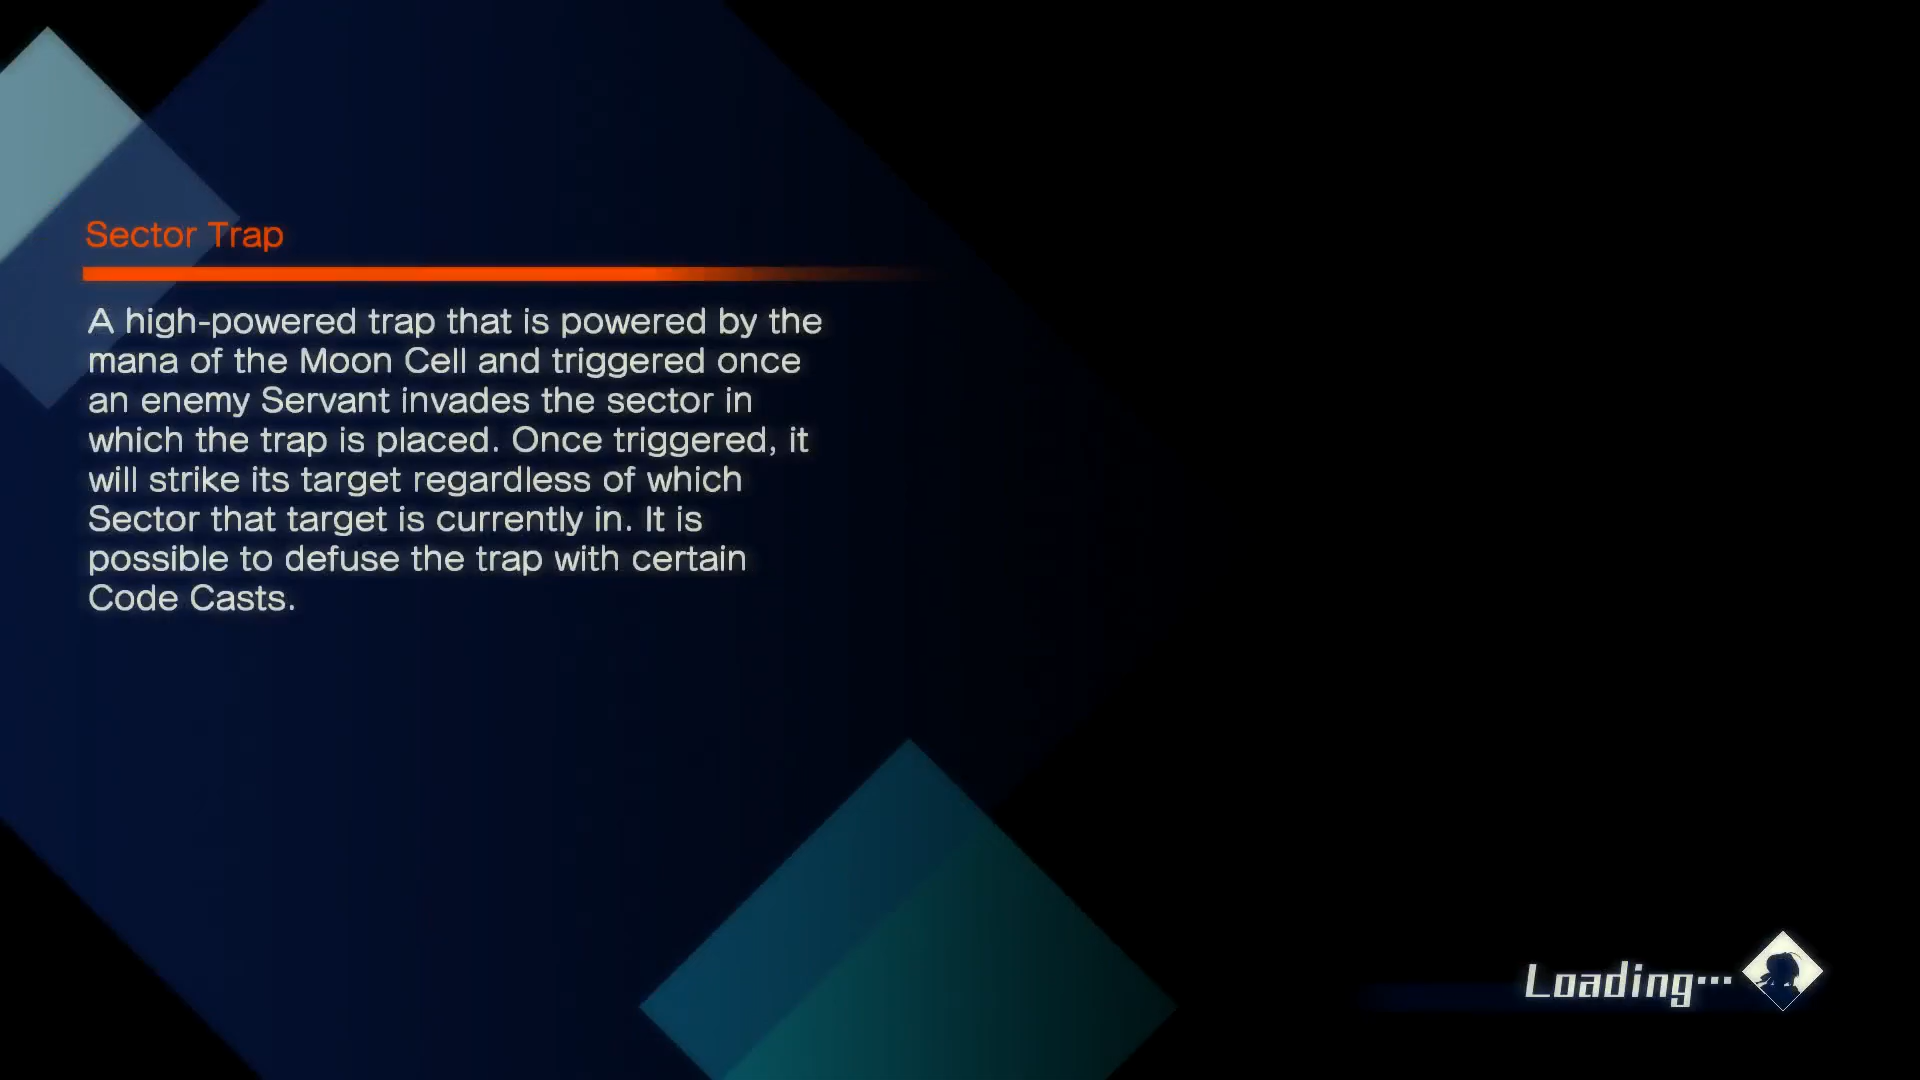 Sector Trap
A high-powered trap that is powered by the
mana of the Moon Cell and triggered once
an enemy Servant invades the sector in
which the trap is placed. Once triggered, it
will strike its target regardless of which
Sector that target is currently in. It is
possible to defuse the trap with certain
Code Casts.
Loading…